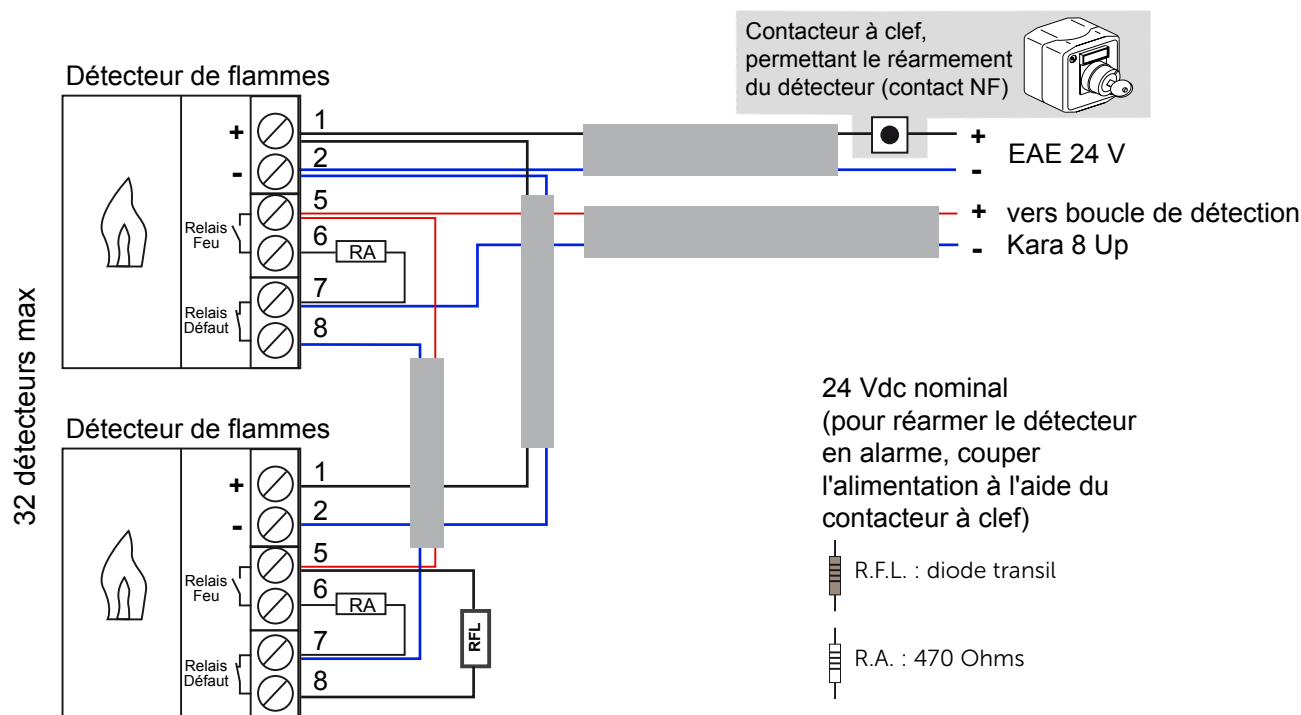 Contacteur à clef,
permettant le réarmement
du détecteur (contact NF)
Détecteur de flammes
+
-
1
2
5
6
7
8
Relais
Feu
Relais
Défaut
RA
+
-
EAE 24 V
+
-
vers boucle de détection
Kara 8 Up
32 détecteurs max
Détecteur de flammes
+
-
1
2
5
6
7
8
Relais
Feu
Relais
Défaut
RA
RFL
24 Vdc nominal
(pour réarmer le détecteur
en alarme, couper
l'alimentation à l'aide du
contacteur à clef)
R.F.L. : diode transil
R.A. : 470 Ohms